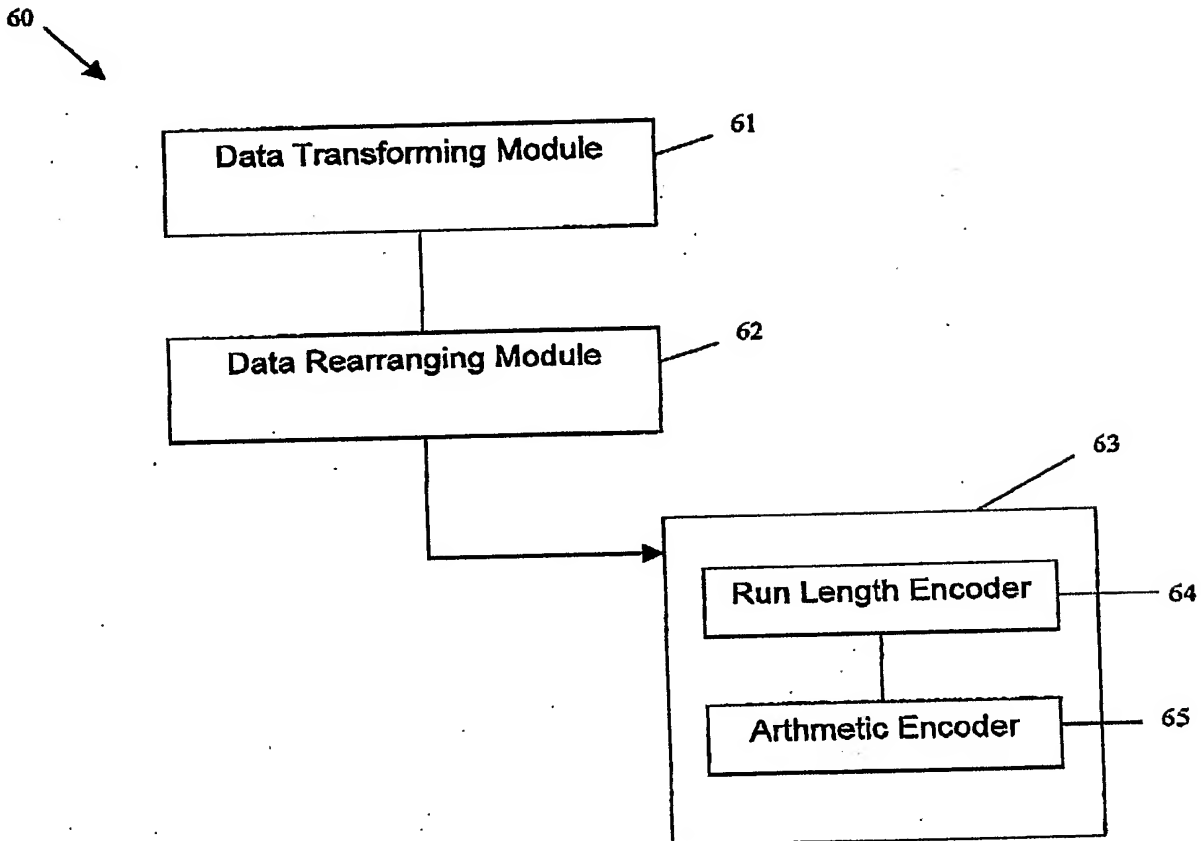 60
61
Data Transforming Module
62
Data Rearranging Module
63
Run Length Encoder
64
Arthmetic Encoder
65